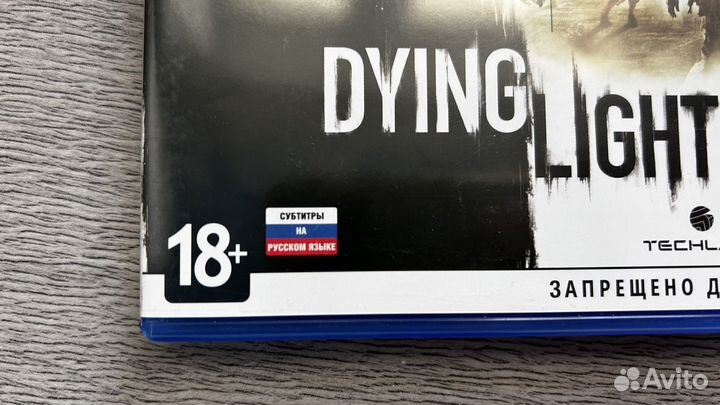 DYING
LIGHT
СУБТИТРЫ
НА
РУССКОМ ЯЗЫКЕ
18+
TECHL
ЗАПРЕЩЕНО Д
Avito